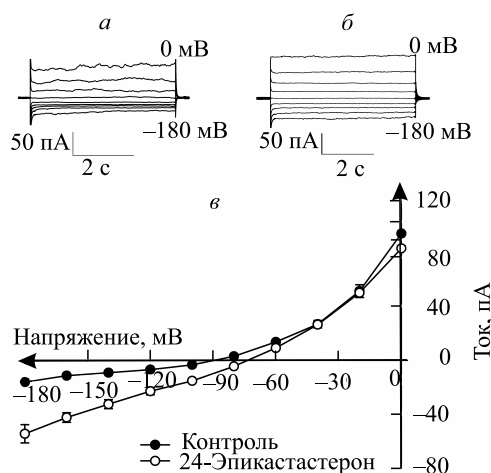 а
б
0 мВ
0 мВ
50 пА
–180 мВ
2 с
50 пА
–180 мВ
2 с
в
120
80
40
0
–40
–80
Ток, пА
Напряжение, мВ
–180
–140
–120
–90
–60
–30
0
Контроль
24-Эпикастастерон